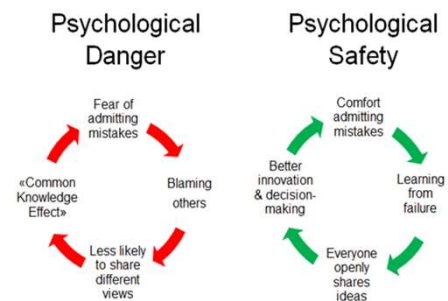 Psychological
Danger
Fear of
admitting
mistakes
Blaming
others
Less likely
to share
different
views
«Common
Knowledge
Effect»
Psychological
Safety
Comfort
admitting
mistakes
Learning
from
failure
Everyone
openly
shares
ideas
Better
innovation
& decision-
making